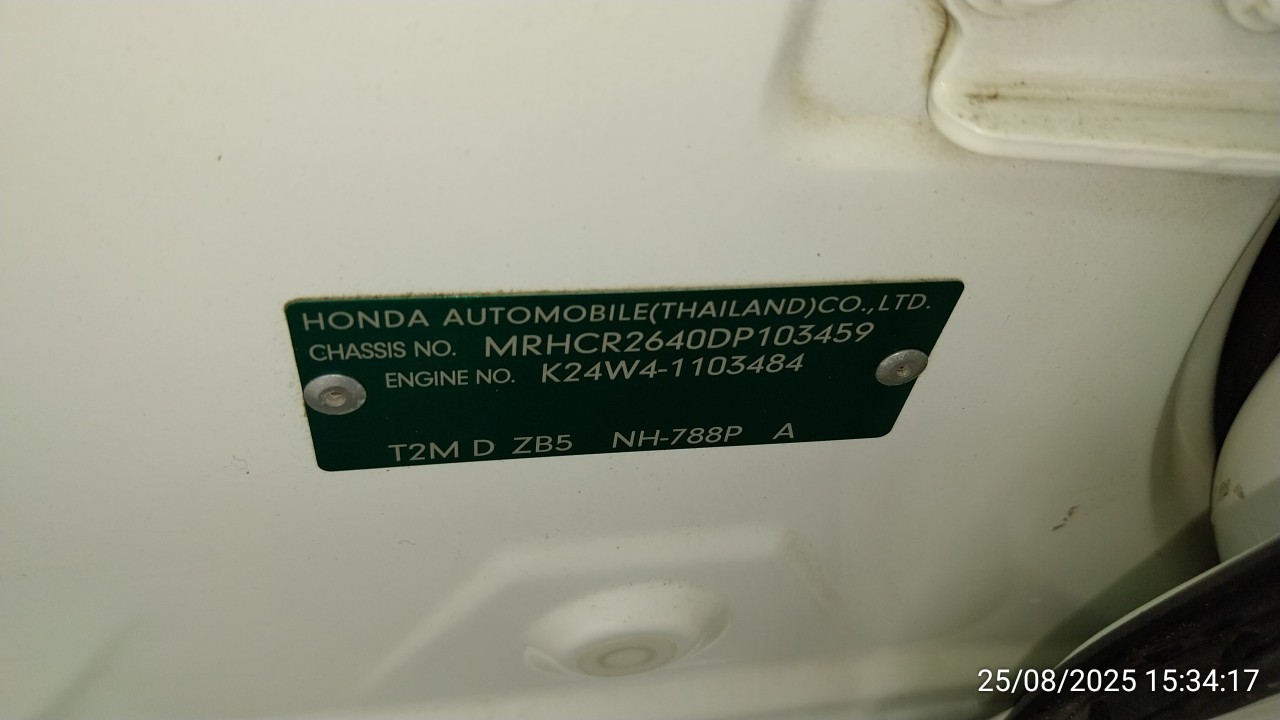 HONDA AUTOMOBILE(THAILAND)CO.,LTD.
CHASSIS NO. MRHCR2640DP103459
ENGINE NO. K24W4-1103484
T2M D ZB5 NH-788P A
25/08/2025 15:34:17